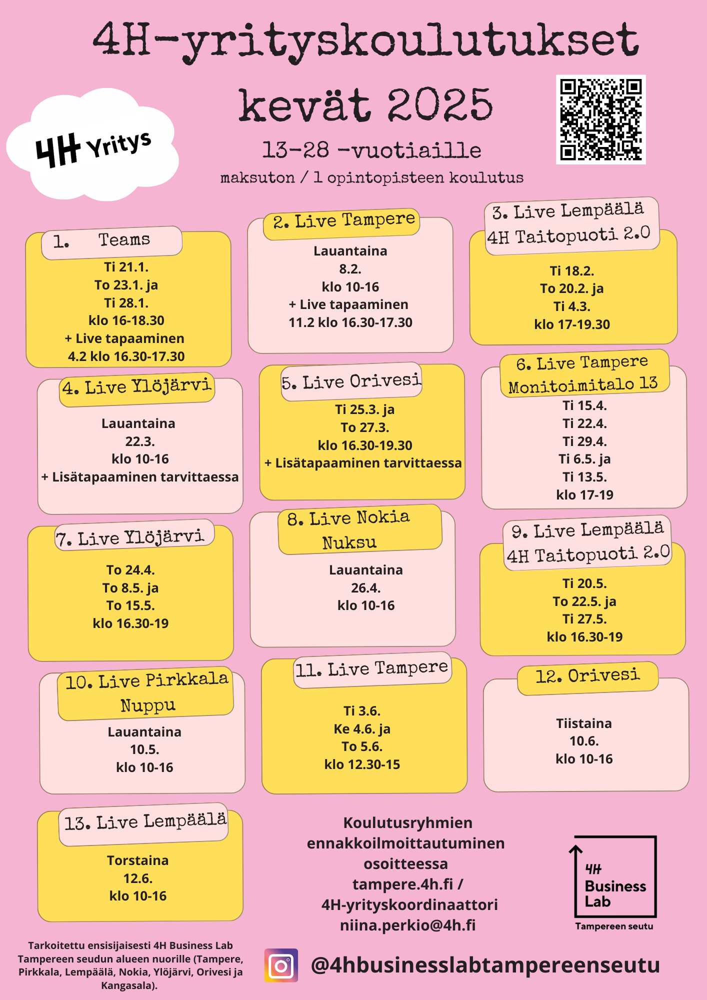 4H-yrityskoulutukset
kevät 2025
13-28 -vuotiaille
maksuton / 1 opintopisteen koulutus
4H Yritys
1. Teams
Ti 21.1.
To 23.1. ja
Ti 28.1.
klo 16-18.30
+ Live tapaaminen
4.2 klo 16.30-17.30
2. Live Tampere
Lauantaina
8.2.
klo 10-16
+ Live tapaaminen
11.2 klo 16.30-17.30
3. Live Lempäälä
4H Taitopuoti 2.0
Ti 18.2.
To 20.2. ja
Ti 4.3.
klo 17-19.30
4. Live Ylöjärvi
Lauantaina
22.3.
klo 10-16
+ Lisätapaaminen tarvittaessa
5. Live Orivesi
Ti 25.3. ja
To 27.3.
klo 16.30-19.30
+ Lisätapaaminen tarvittaessa
6. Live Tampere
Monitoimitalo 13
Ti 15.4.
Ti 22.4.
Ti 29.4.
Ti 6.5. ja
Ti 13.5.
klo 17-19
7. Live Ylöjärvi
To 24.4.
To 8.5. ja
To 15.5.
klo 16.30-19
8. Live Nokia
Nuksu
Lauantaina
26.4.
klo 10-16
9. Live Lempäälä
4H Taitopuoti 2.0
Ti 20.5.
To 22.5. ja
Ti 27.5.
klo 16.30-19
10. Live Pirkkala
Nuppu
Lauantaina
10.5.
klo 10-16
11. Live Tampere
Ti 3.6.
Ke 4.6. ja
To 5.6.
klo 12.30-15
12. Orivesi
Tiistaina
10.6.
klo 10-16
13. Live Lempäälä
Torstaina
12.6.
klo 10-16
Koulutusryhmien
ennakkoilmoittautuminen
osoitteessa
tampere.4h.fi /
4H-yrityskoordinaattori
niina.perkio@4h.fi
4H
Business
Lab
Tampereen seutu
Tarkoitettu ensisijaisesti 4H Business Lab
Tampereen seudun alueen nuorille (Tampere,
Pirkkala, Lempäälä, Nokia, Ylöjärvi, Orivesi ja
Kangasala).
@4hbusinesslabtampereenseutu